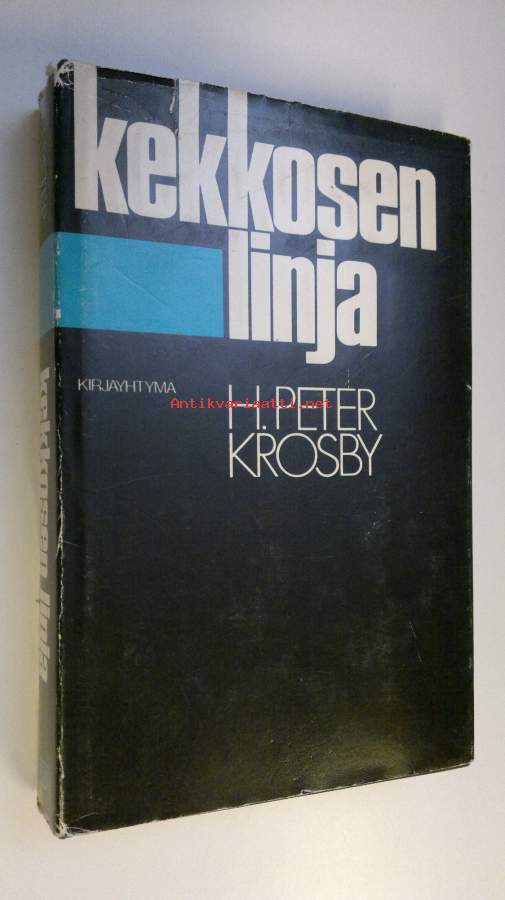 kekkosen
linja
KIRJAYHTYMÄ
Antikvariaatti.net
H. PETER
KROSBY
kekkosen linja